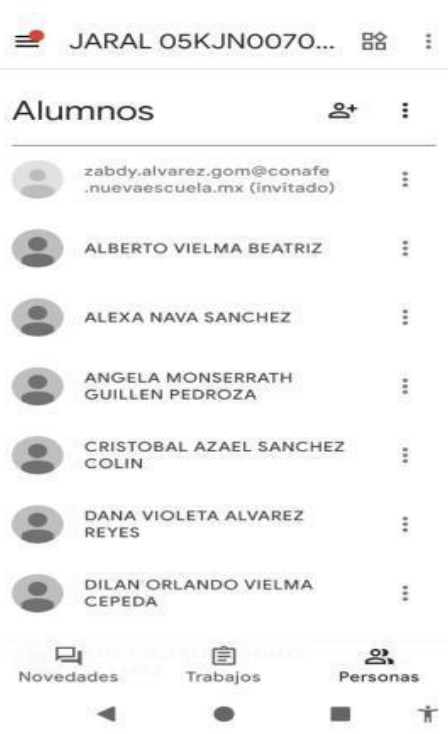 JARAL 05KJN0070...
Alumnos
zabdy.alvarez.gom@conafe
.nuevaescuela.mx (invitado)
ALBERTO VIELMA BEATRIZ
ALEXA NAVA SANCHEZ
ANGELA MONSERRATH
GUILLEN PEDROZA
CRISTOBAL AZAEL SANCHEZ
COLIN
DANA VIOLETA ALVAREZ
REYES
DILAN ORLANDO VIELMA
CEPEDA
Novedades
Trabajos
Personas